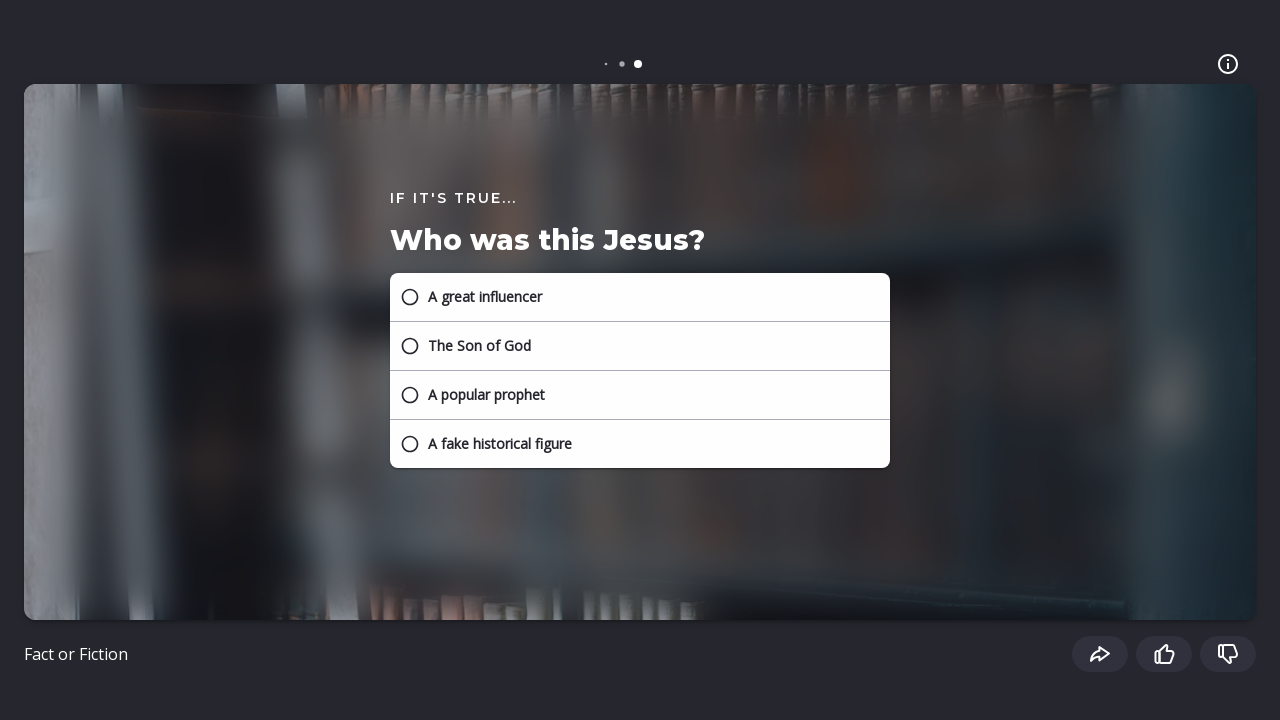 IF IT'S TRUE...
Who was this Jesus?
A great influencer
The Son of God
A popular prophet
A fake historical figure
Fact or Fiction